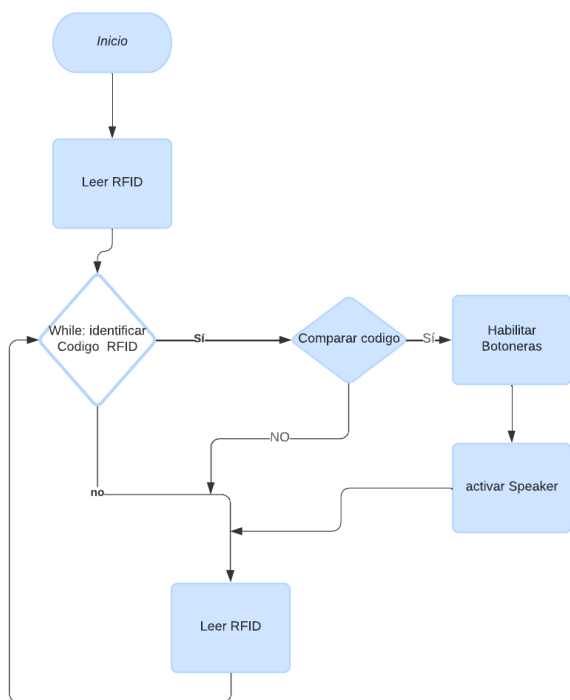 Inicio
Leer RFID
While: identificar
Codigo RFID
Sí
Comparar codigo
Sí
Habilitar
Botoneras
NO
activar Speaker
no
Leer RFID